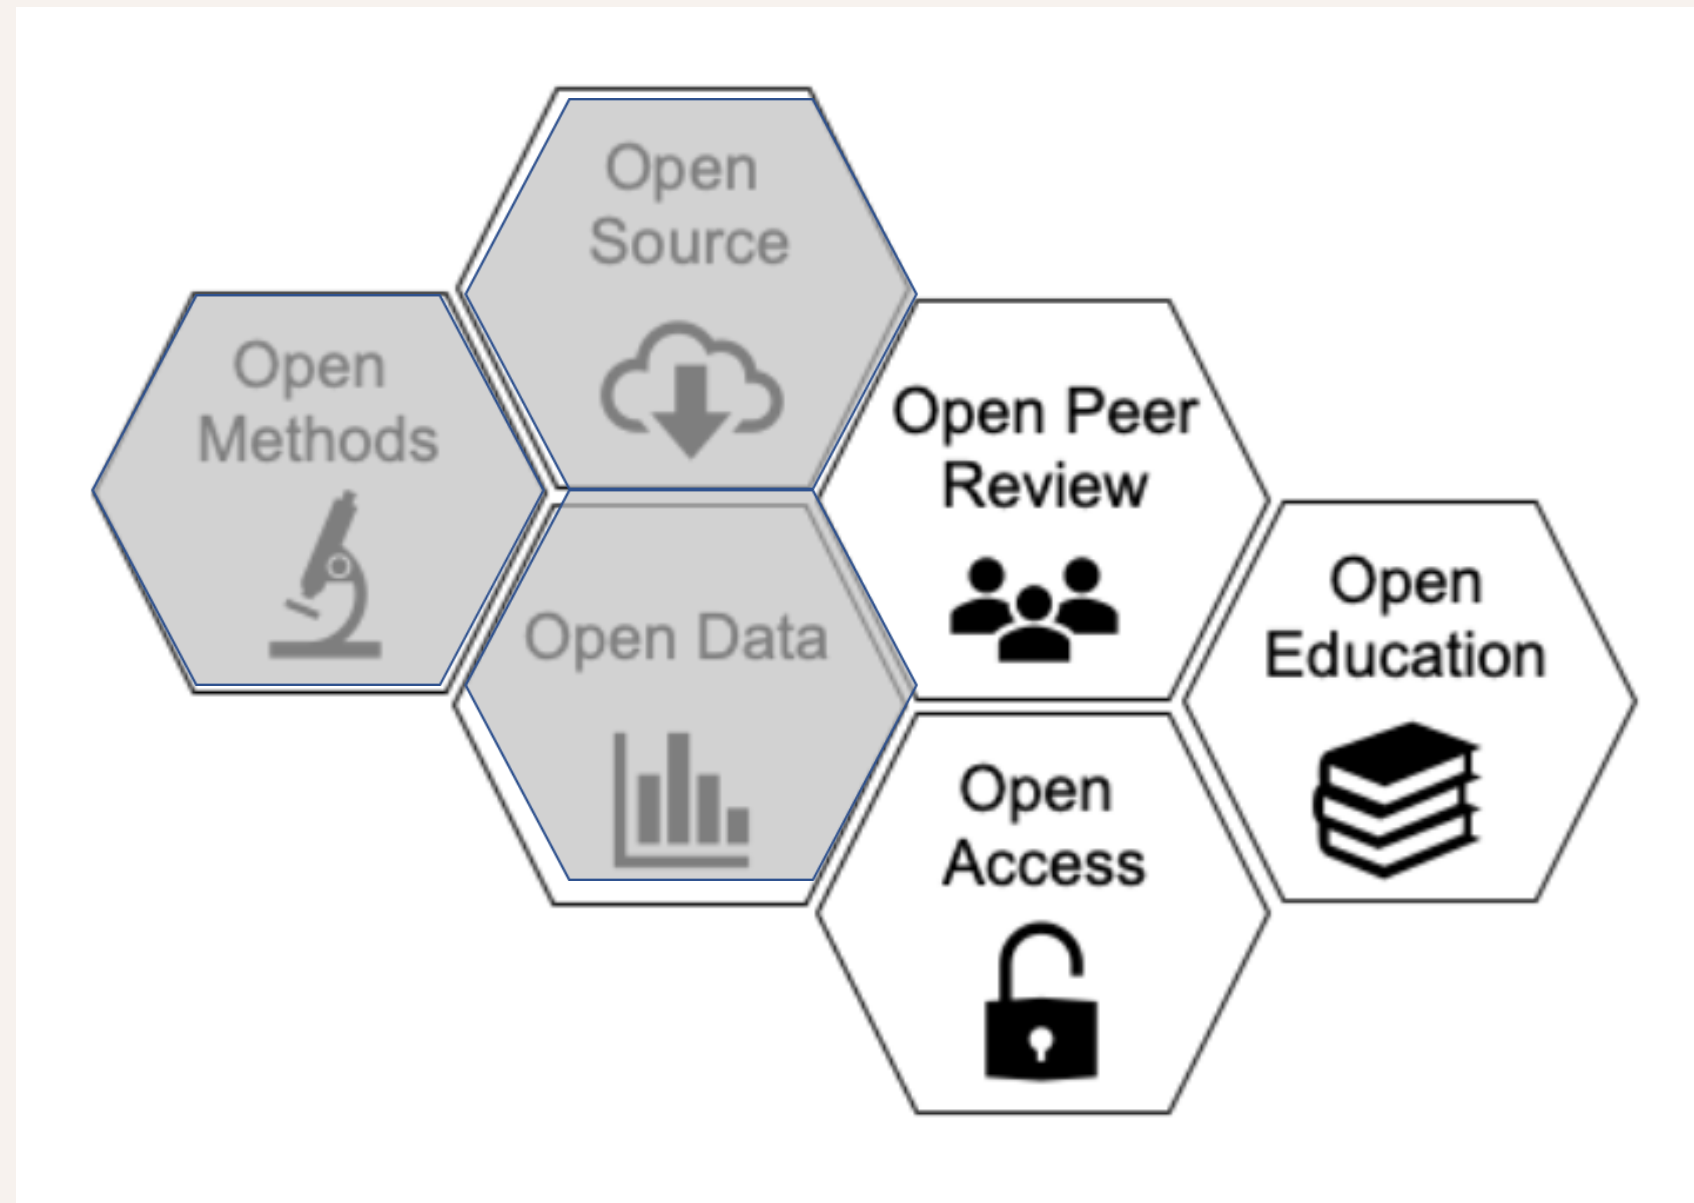 Open
Source
Open
Methods
Open Data
Open Peer
Review
Open
Access
Open
Education